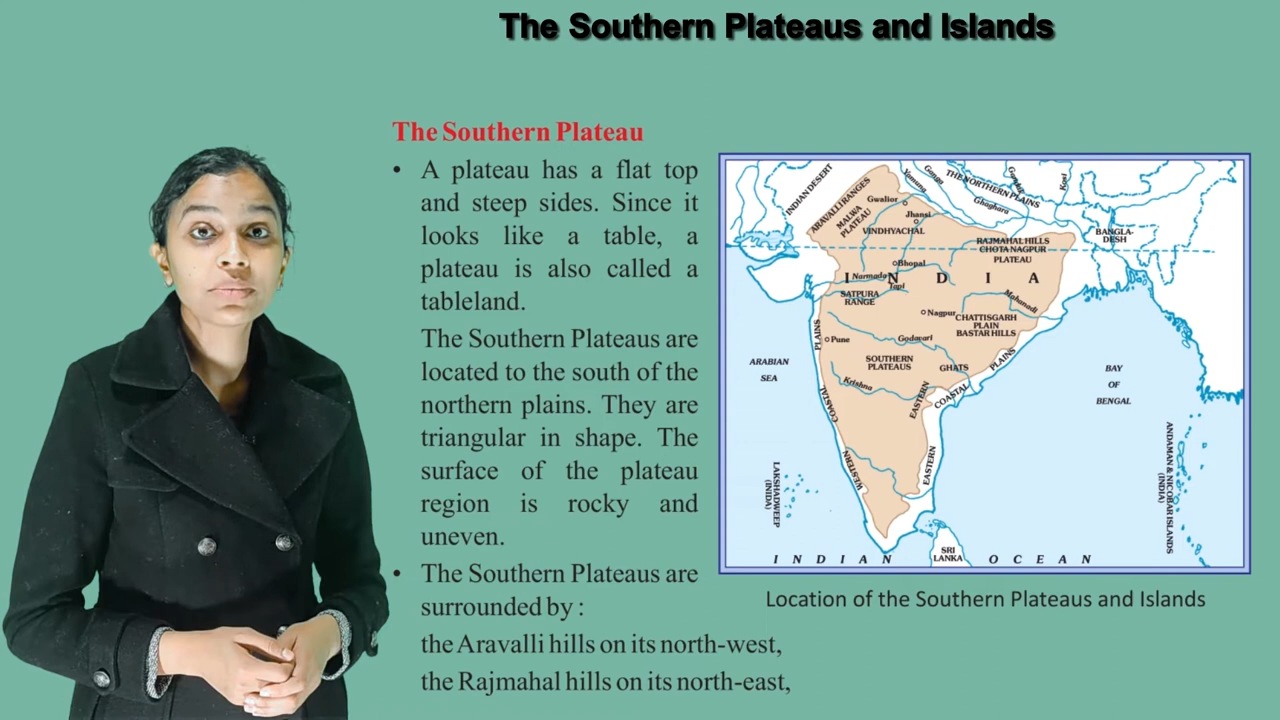 The Southern Plateaus and Islands
The Southern Plateau
• A plateau has a flat top
and steep sides. Since it
looks like a table, a
plateau is also called a
tableland.
The Southern Plateaus are
located to the south of the
northern plains. They are
triangular in shape. The
surface of the plateau
region is rocky and
uneven.
• The Southern Plateaus are
surrounded by :
the Aravalli hills on its north-west,
the Rajmahal hills on its north-east,
INDIAN DESERT
ARAVALLI RANGES
MALWA
PLATEAU
Gwalior
Yamuna
Ganga
THE NORTHERN PLAINS
Ghaghara
Gandak
Kosi
Jhansi
VINDHYACHAL
RAJMAHAL HILLS
CHOTA NAGPUR
PLATEAU
BANGLA-
DESH
Bhopal
I N D I A
Narmada
Tapi
SATPURA
RANGE
Mahanadi
Nagpur
CHATTISGARH
PLAIN
BASTAR HILLS
PLAINS
Pune
Godavari
SOUTHERN
PLATEAUS
GHATS
PLAINS
ARABIAN
SEA
BAY
OF
BENGAL
Krishna
COASTAL
EASTERN
COASTAL
WESTERN
EASTERN
LAKSHADWEEP
(INDIA)
ANDAMAN & NICOBAR ISLANDS
(INDIA)
SRI
LANKA
I N D I A N O C E A N
Location of the Southern Plateaus and Islands